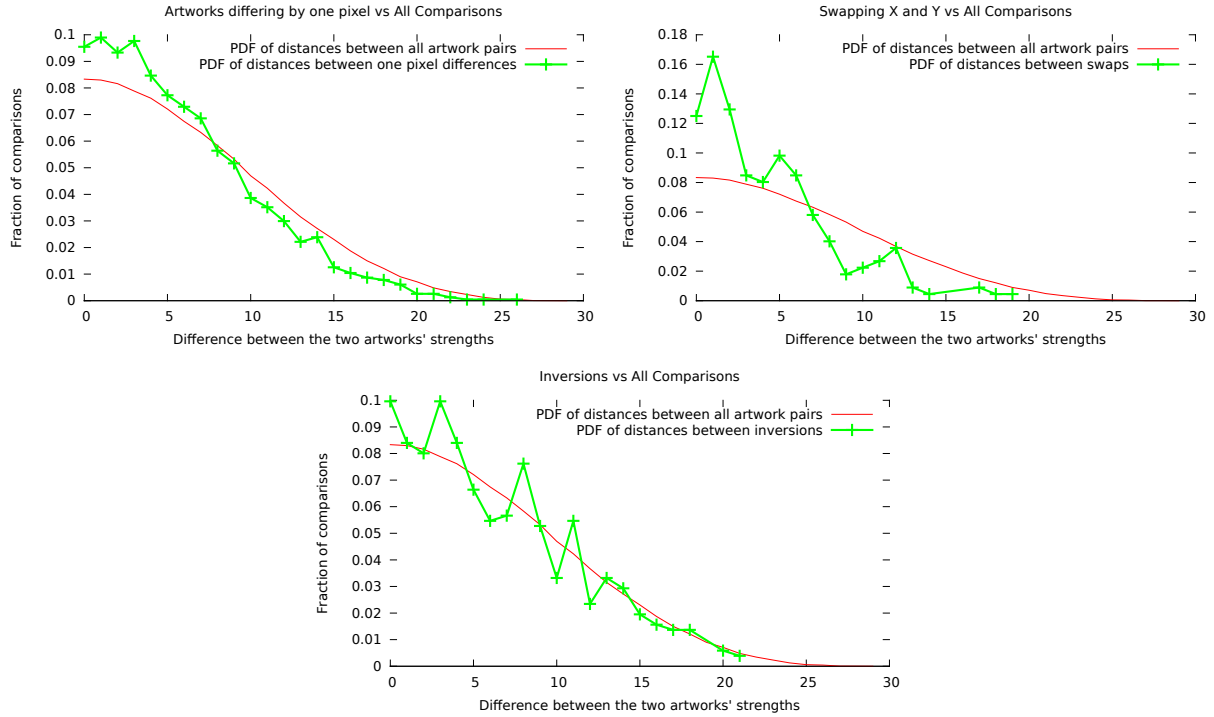 Artworks differing by one pixel vs All Comparisons
PDF of distances between all artwork pairs
PDF of distances between one pixel differences
0.1
0.09
0.08
0.07
0.06
0.05
0.04
0.03
0.02
0.01
0
Fraction of comparisons
0 5 10 15 20 25 30
Difference between the two artworks' strengths
Swapping X and Y vs All Comparisons
PDF of distances between all artwork pairs
PDF of distances between swaps
0.18
0.16
0.14
0.12
0.1
0.08
0.06
0.04
0.02
0
Fraction of comparisons
0 5 10 15 20 25 30
Difference between the two artworks' strengths
Inversions vs All Comparisons
PDF of distances between all artwork pairs
PDF of distances between inversions
0.1
0.09
0.08
0.07
0.06
0.05
0.04
0.03
0.02
0.01
0
Fraction of comparisons
0 5 10 15 20 25 30
Difference between the two artworks' strengths